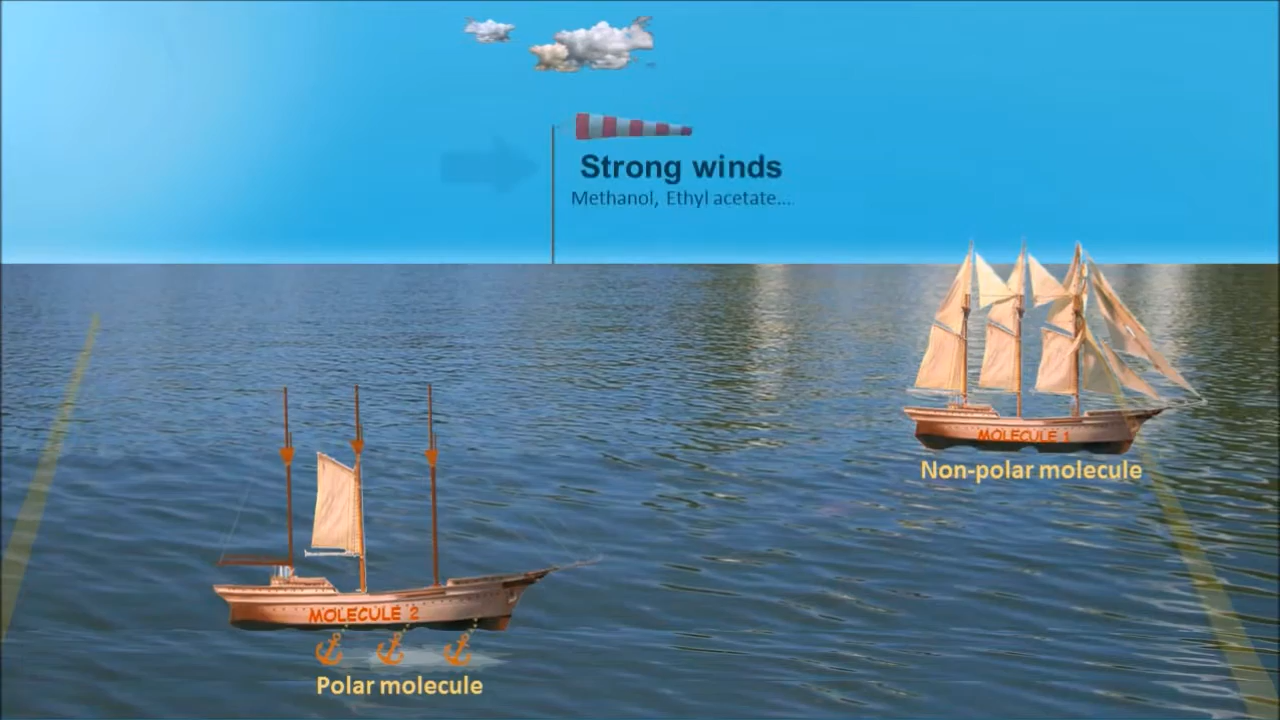 Strong winds
Methanol, Ethyl acetate....
MOLECULE 1
Non-polar molecule
MOLECULE 2
Polar molecule